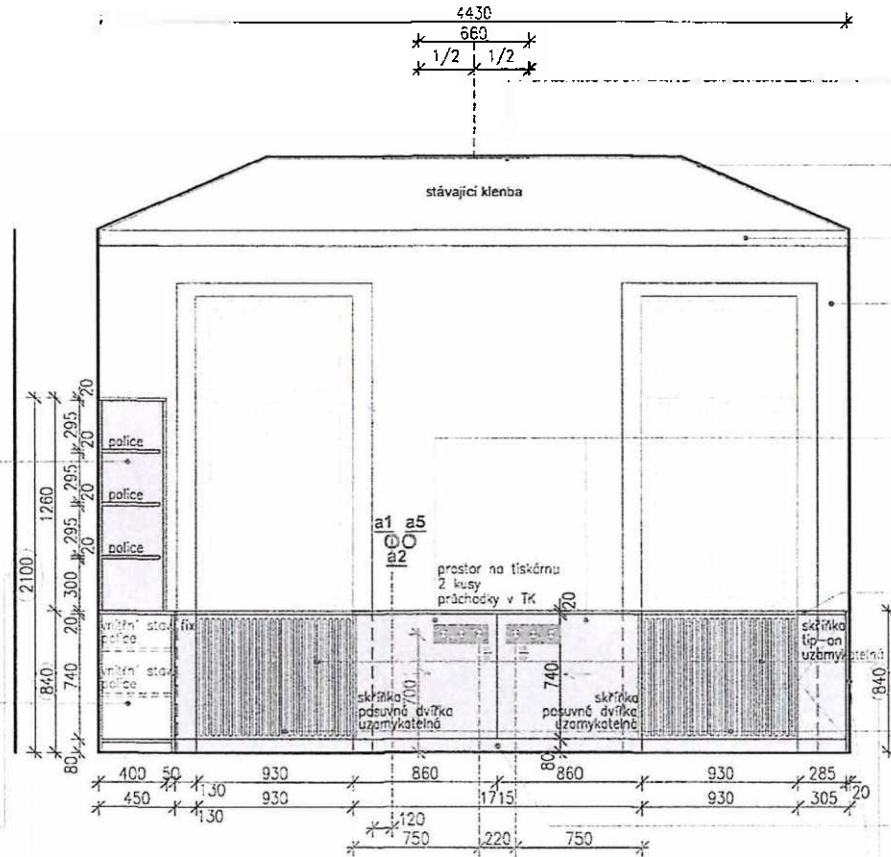 4430
660
1/2 1/2
stávající klenba
20
295
police
20
295
police
20
295
police
20
300
1260
2100
a1 a5
a2
prostor na tiskárnu
2 kusy
průchodky v TK
20
vnitřní stav. fix
police
vnitřní stav.
police
20
740
840
80
skříňka
posuvná dvířka
uzamykatelná
700
740
80
skříňka
posuvná dvířka
uzamykatelná
skříňka
tip-on
uzamykatelná
840
400 50 130 930 860 860 930 285 20
450 130 930 1715 930 305
120
750 220 750